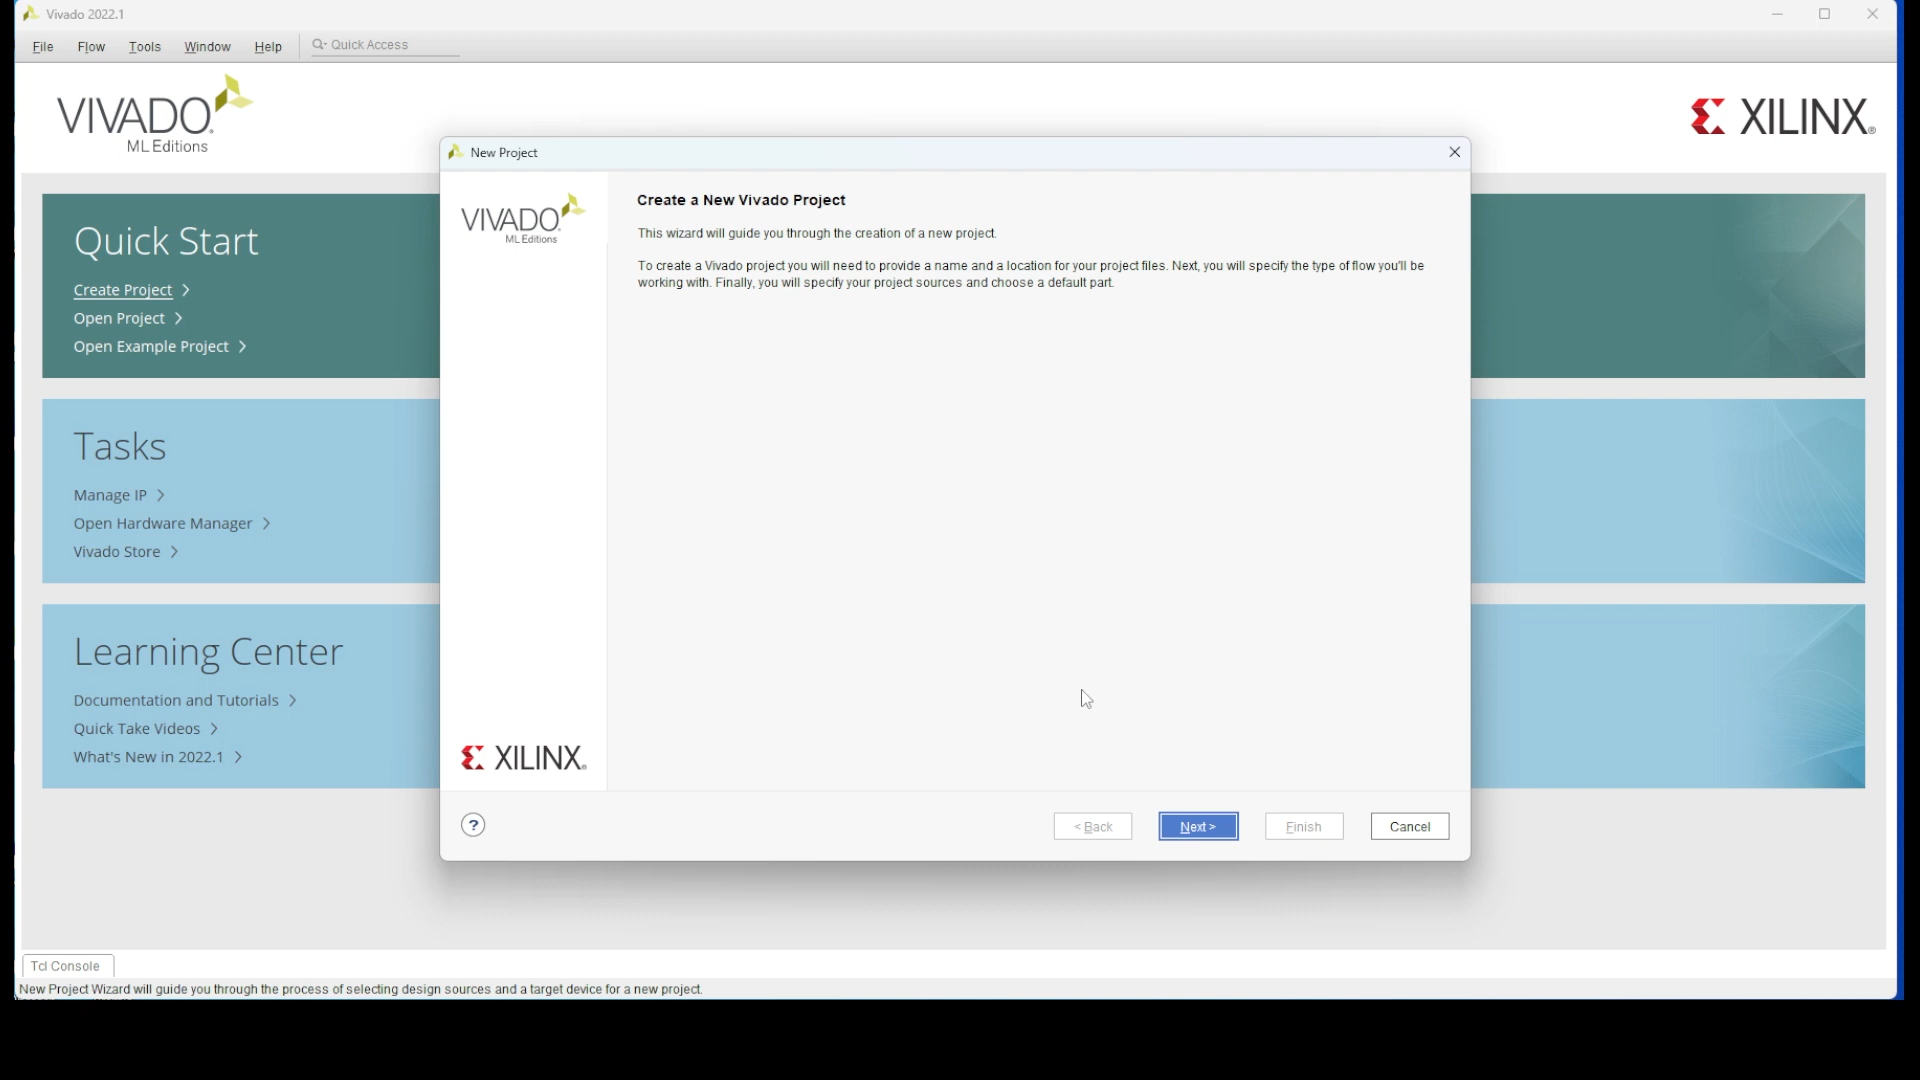 Vivado 2022.1
File Flow Tools Window Help Quick Access
VIVADO
ML Editions
XILINX
New Project
VIVADO
ML Editions
Create a New Vivado Project
This wizard will guide you through the creation of a new project.
To create a Vivado project you will need to provide a name and a location for your project files. Next, you will specify the type of flow you'll be
working with. Finally, you will specify your project sources and choose a default part.
XILINX
? < Back Next > Finish Cancel
Quick Start
Create Project >
Open Project >
Open Example Project >
Tasks
Manage IP >
Open Hardware Manager >
Vivado Store >
Learning Center
Documentation and Tutorials >
Quick Take Videos >
What's New in 2022.1 >
Tcl Console
New Project Wizard will guide you through the process of selecting design sources and a target device for a new project.